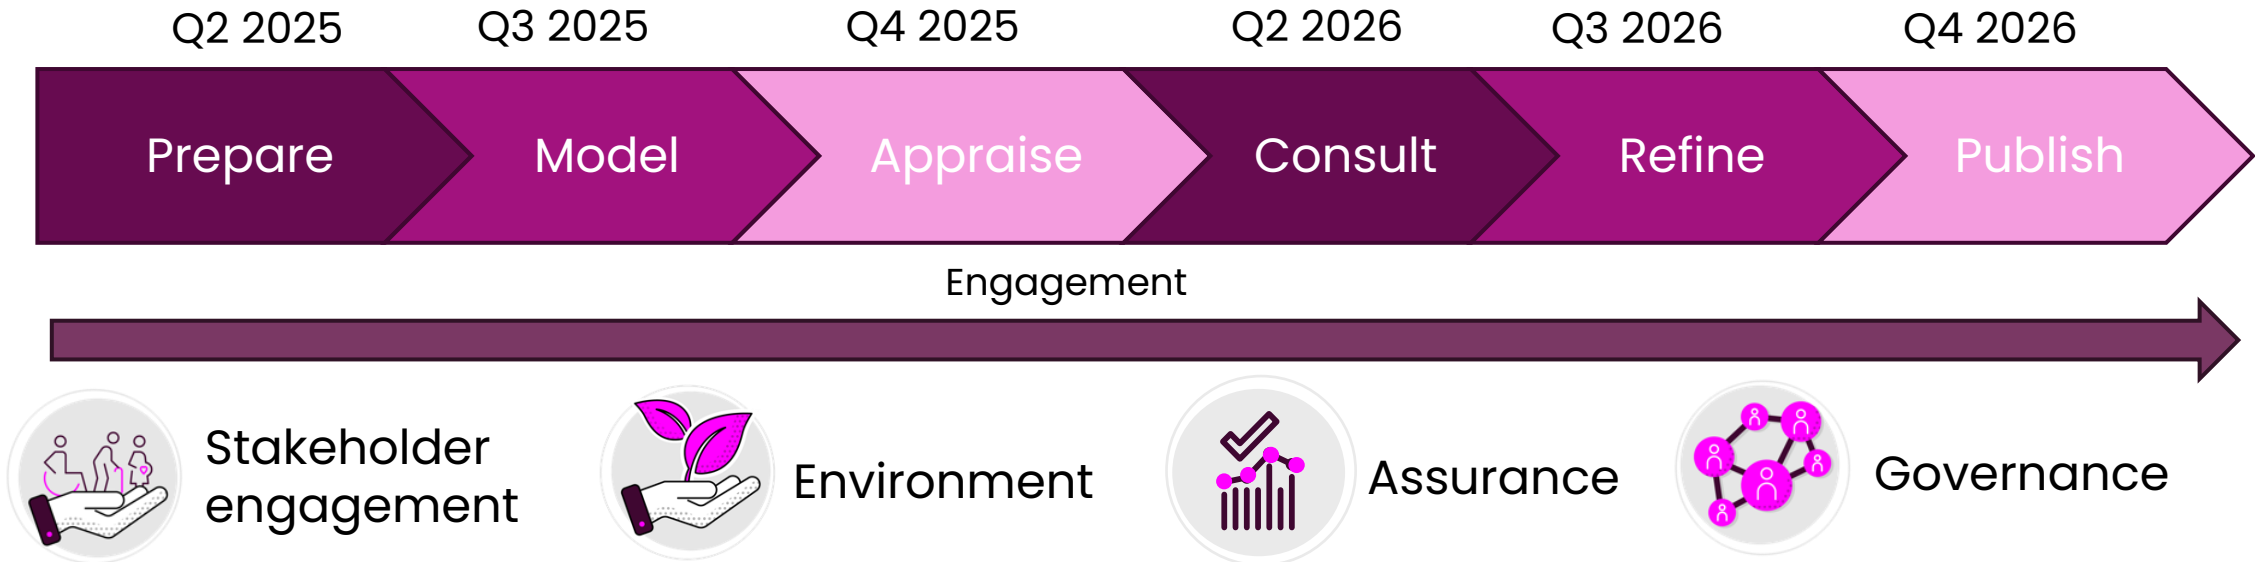 Q2 2025 Q3 2025 Q4 2025 Q2 2026 Q3 2026 Q4 2026
Prepare Model Appraise Consult Refine Publish
Engagement
Stakeholder
engagement
Environment
Assurance
Governance